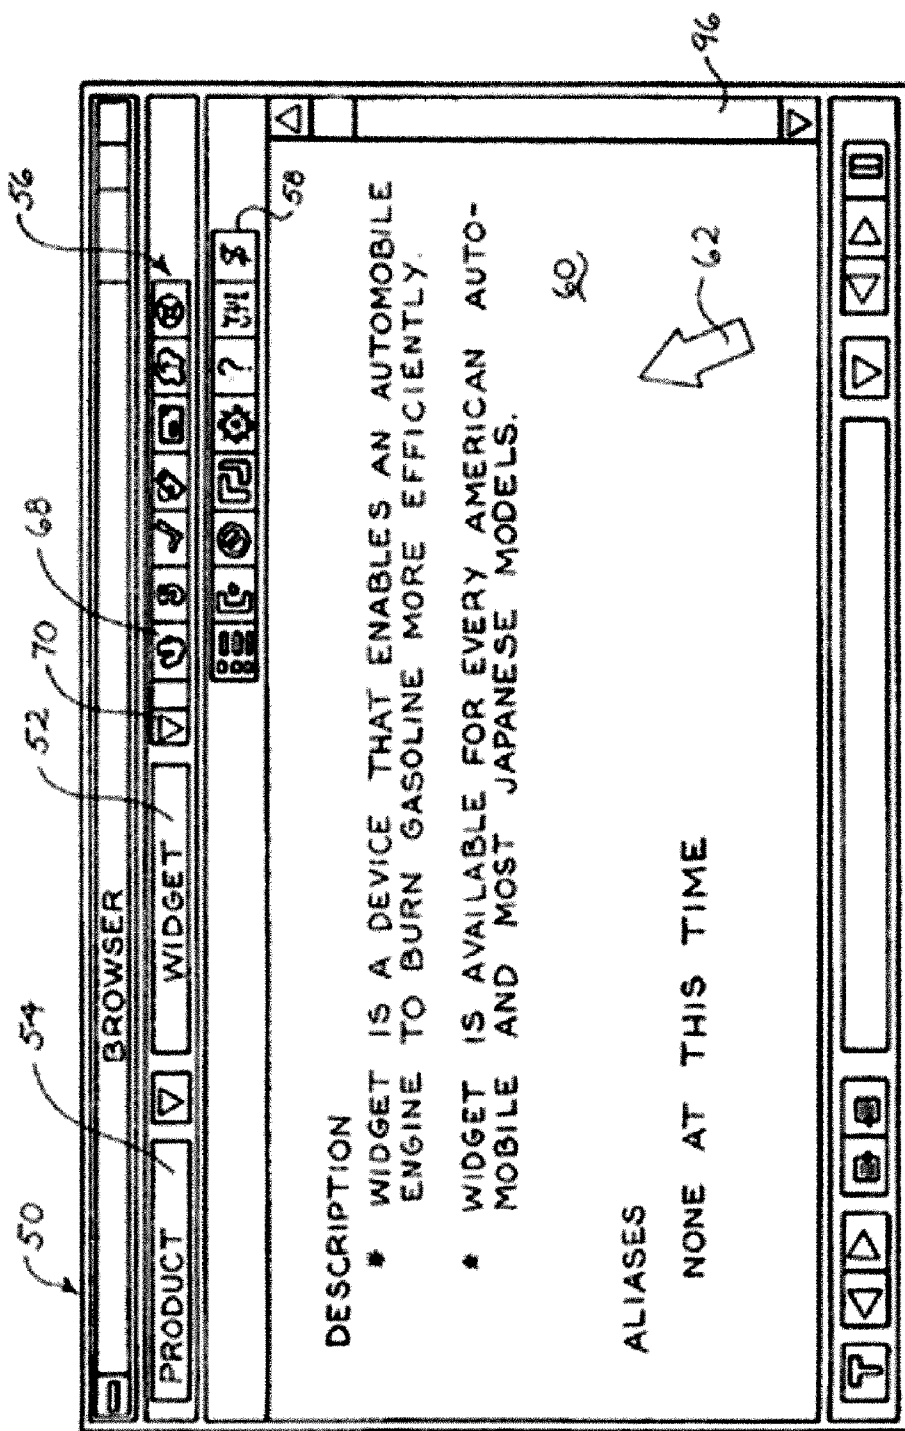 50
54
52
70
68
56
BROWSER
PRODUCT
WIDGET
? $
58
DESCRIPTION
* WIDGET IS A DEVICE THAT ENABLES AN AUTOMOBILE
ENGINE TO BURN GASOLINE MORE EFFICIENTLY.
* WIDGET IS AVAILABLE FOR EVERY AMERICAN AUTO-
MOBILE AND MOST JAPANESE MODELS.
60
ALIASES
NONE AT THIS TIME
62
96